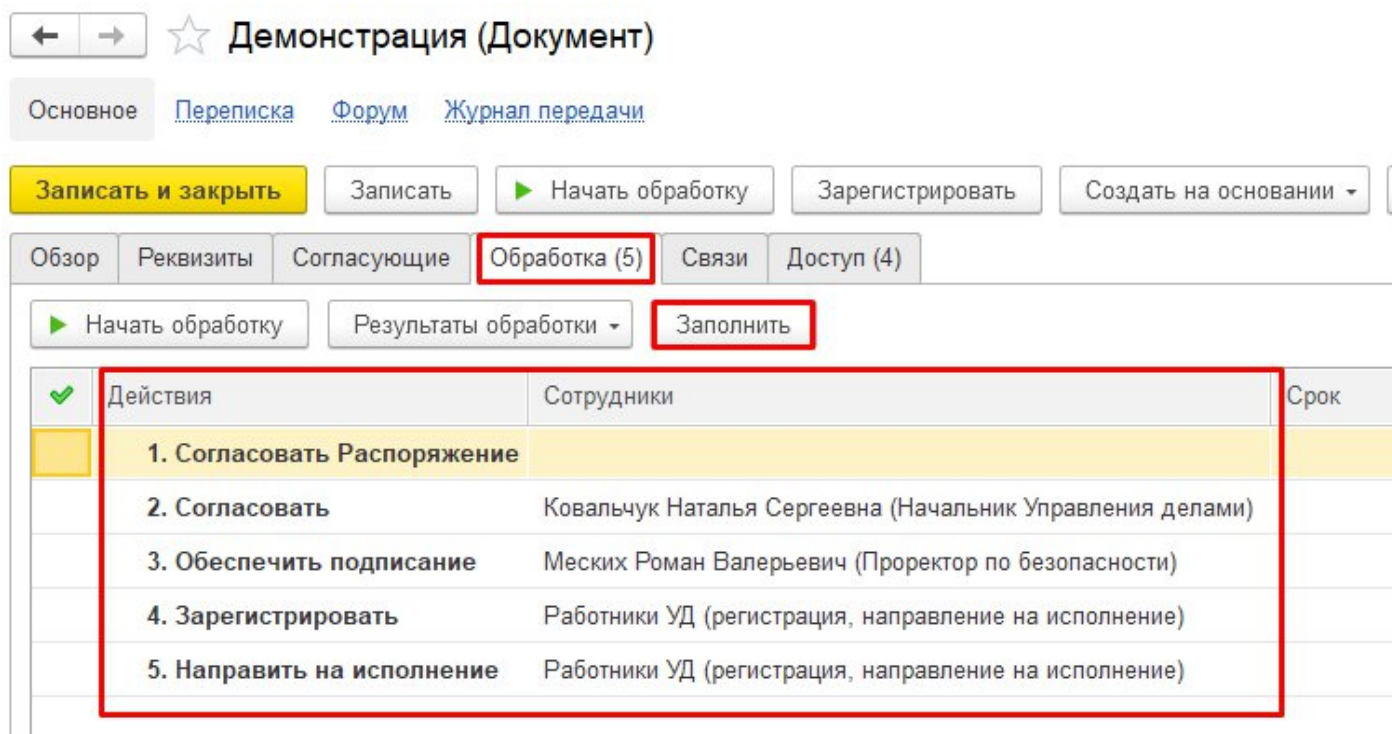 Демонстрация (Документ)
Основное Переписка Форум Журнал передачи
Записать и закрыть Записать Начать обработку Зарегистрировать Создать на основании
Обзор Реквизиты Согласующие Обработка (5) Связи Доступ (4)
Начать обработку Результаты обработки Заполнить
Действия Сотрудники Срок
1. Согласовать Распоряжение
2. Согласовать Ковальчук Наталья Сергеевна (Начальник Управления делами)
3. Обеспечить подписание Меских Роман Валерьевич (Проректор по безопасности)
4. Зарегистрировать Работники УД (регистрация, направление на исполнение)
5. Направить на исполнение Работники УД (регистрация, направление на исполнение)